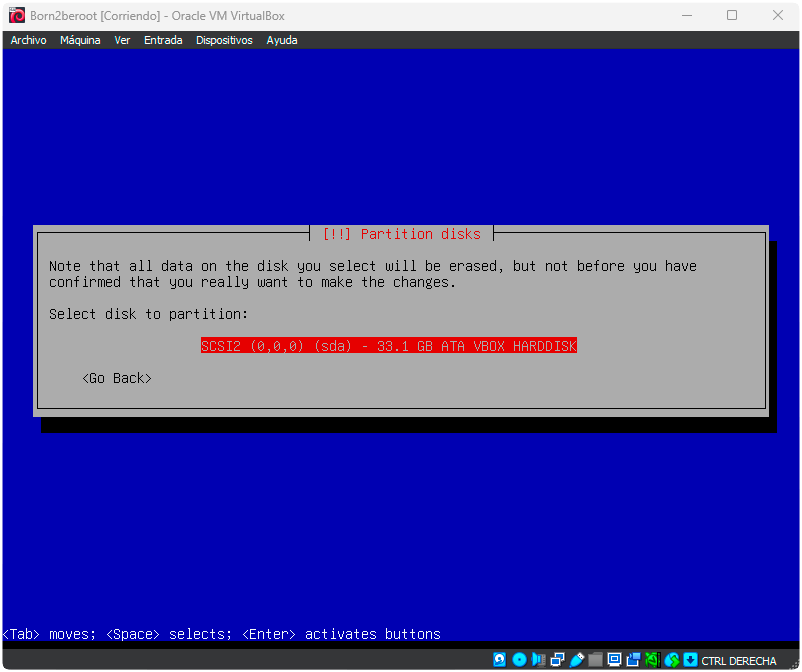 Born2beroot [Corriendo] - Oracle VM VirtualBox
Archivo Máquina Ver Entrada Dispositivos Ayuda
[!!] Partition disks
Note that all data on the disk you select will be erased, but not before you have
confirmed that you really want to make the changes.
Select disk to partition:
SCSI2 (0,0,0) (sda) - 33.1 GB ATA VBOX HARDDISK
<Go Back>
<Tab> moves; <Space> selects; <Enter> activates buttons
CTRL DERECHA